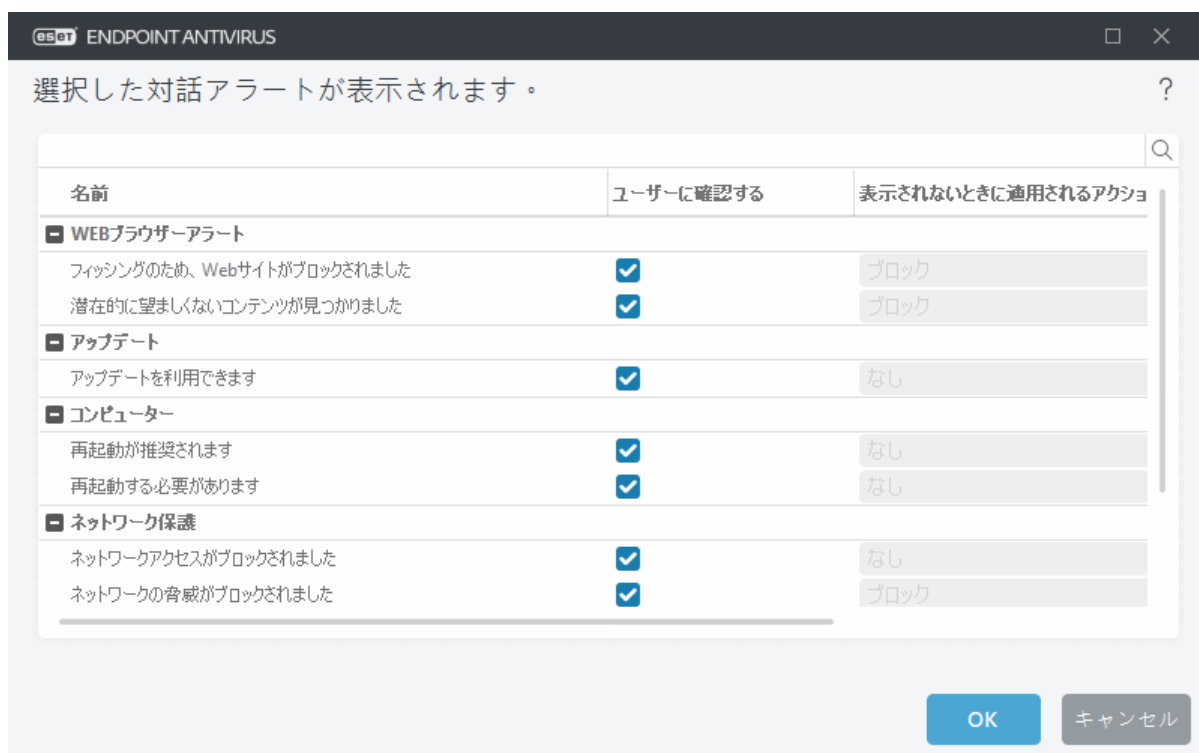 eset ENDPOINT ANTIVIRUS
選択した対話アラートが表示されます。
?
名前 ユーザーに確認する 表示されないときに適用されるアクショ
WEBブラウザーアラート
フィッシングのため、Webサイトがブロックされました ブロック
潜在的に望ましくないコンテンツが見つかりました ブロック
アップデート
アップデートを利用できます なし
コンピューター
再起動が推奨されます なし
再起動する必要があります なし
ネットワーク保護
ネットワークアクセスがブロックされました なし
ネットワークの脅威がブロックされました ブロック
OK キャンセル